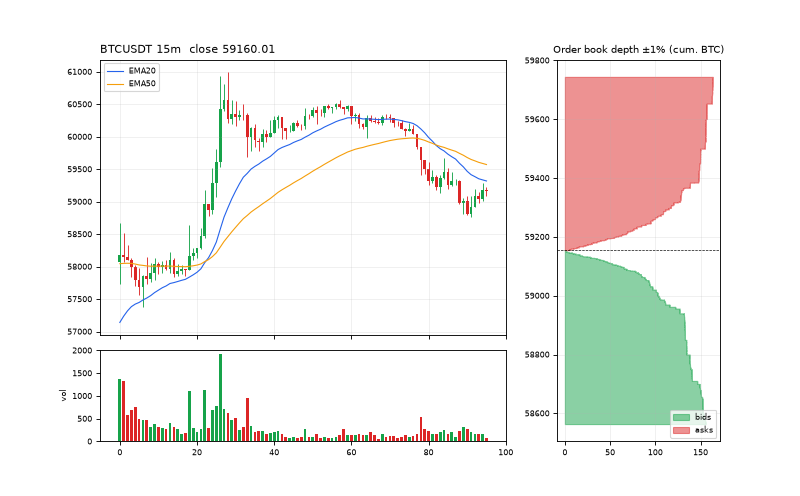 BTCUSDT 15m  close 59160.01
EMA20
EMA50
61000
60500
60000
59500
59000
58500
58000
57500
57000
2000
1500
1000
500
0
vol
0 20 40 60 80 100
Order book depth ±1% (cum. BTC)
59800
59600
59400
59200
59000
58800
58600
bids
asks
0 50 100 150